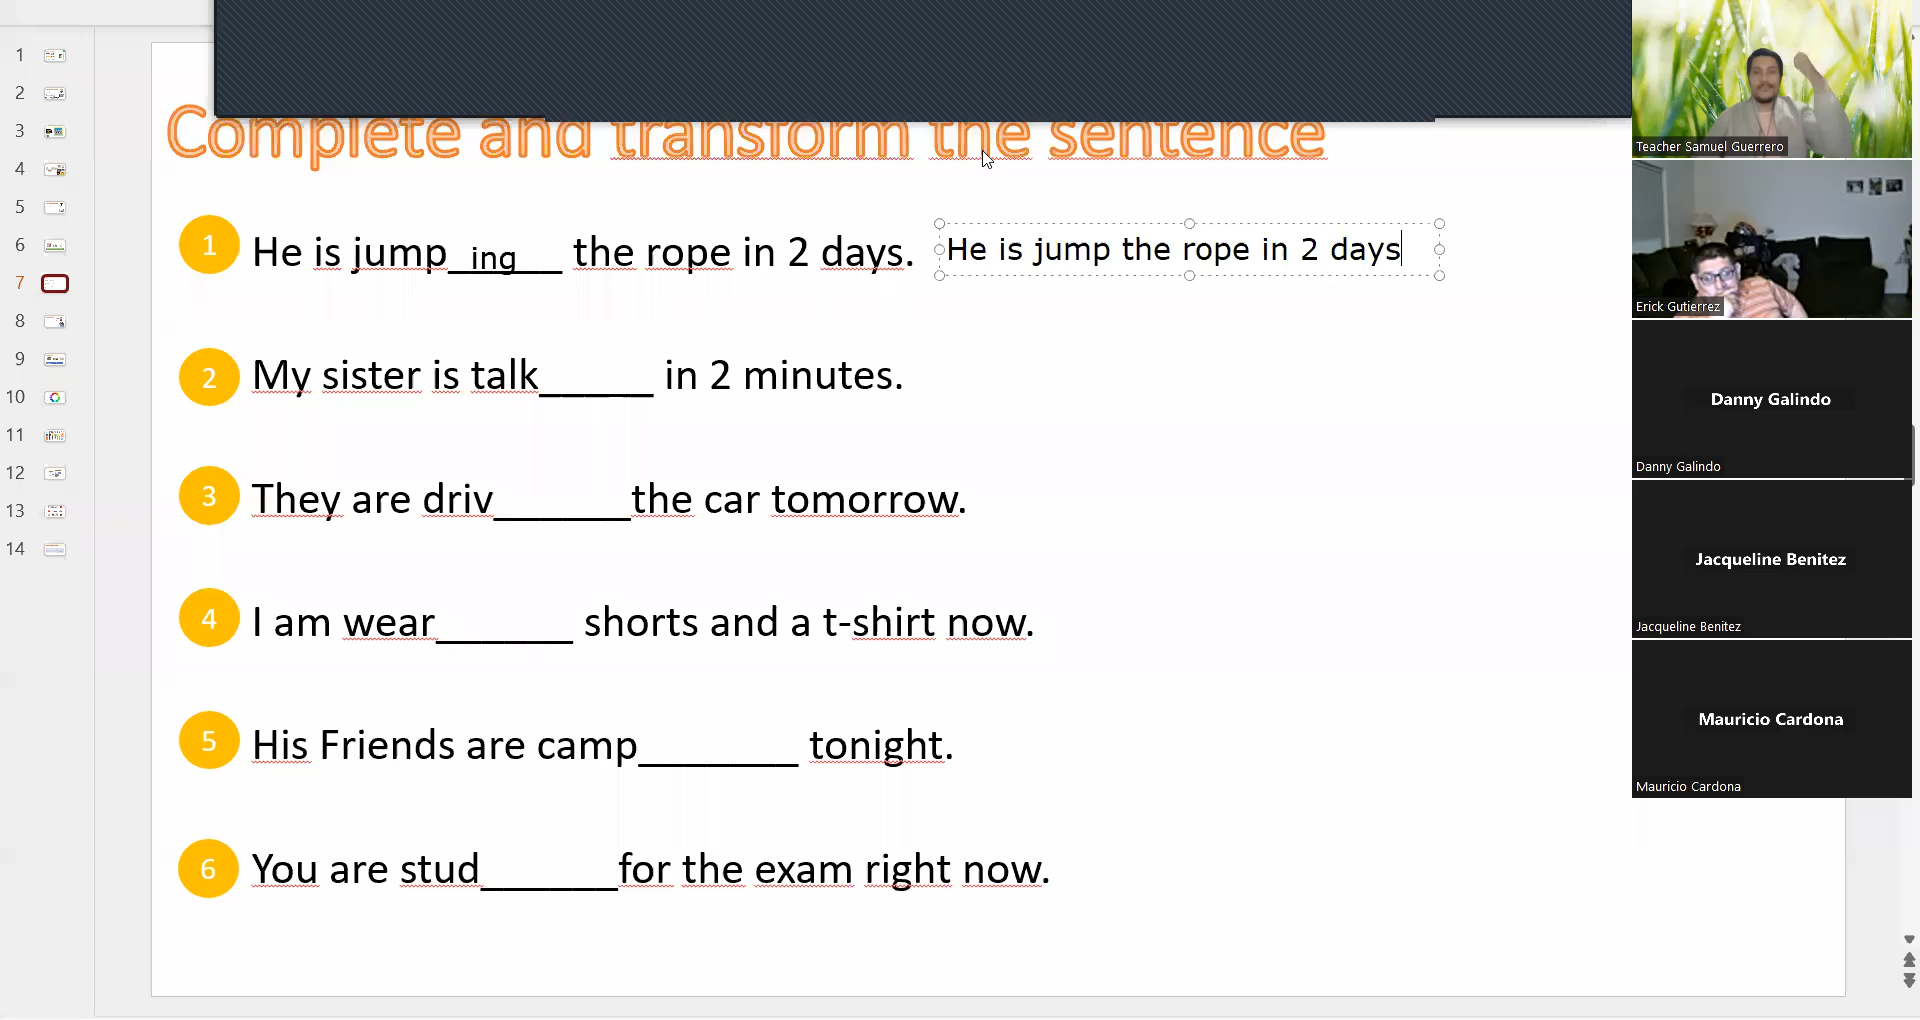 1
2
3
4
5
6
7
8
9
10
11
12
13
14
Complete and transform the sentence
1 He is jump_ing__ the rope in 2 days. He is jump the rope in 2 days
2 My sister is talk_____ in 2 minutes.
3 They are driv______the car tomorrow.
4 I am wear______ shorts and a t-shirt now.
5 His Friends are camp_______ tonight.
6 You are stud______for the exam right now.
Teacher Samuel Guerrero
Erick Gutierrez
Danny Galindo
Danny Galindo
Jacqueline Benitez
Jacqueline Benitez
Mauricio Cardona
Mauricio Cardona